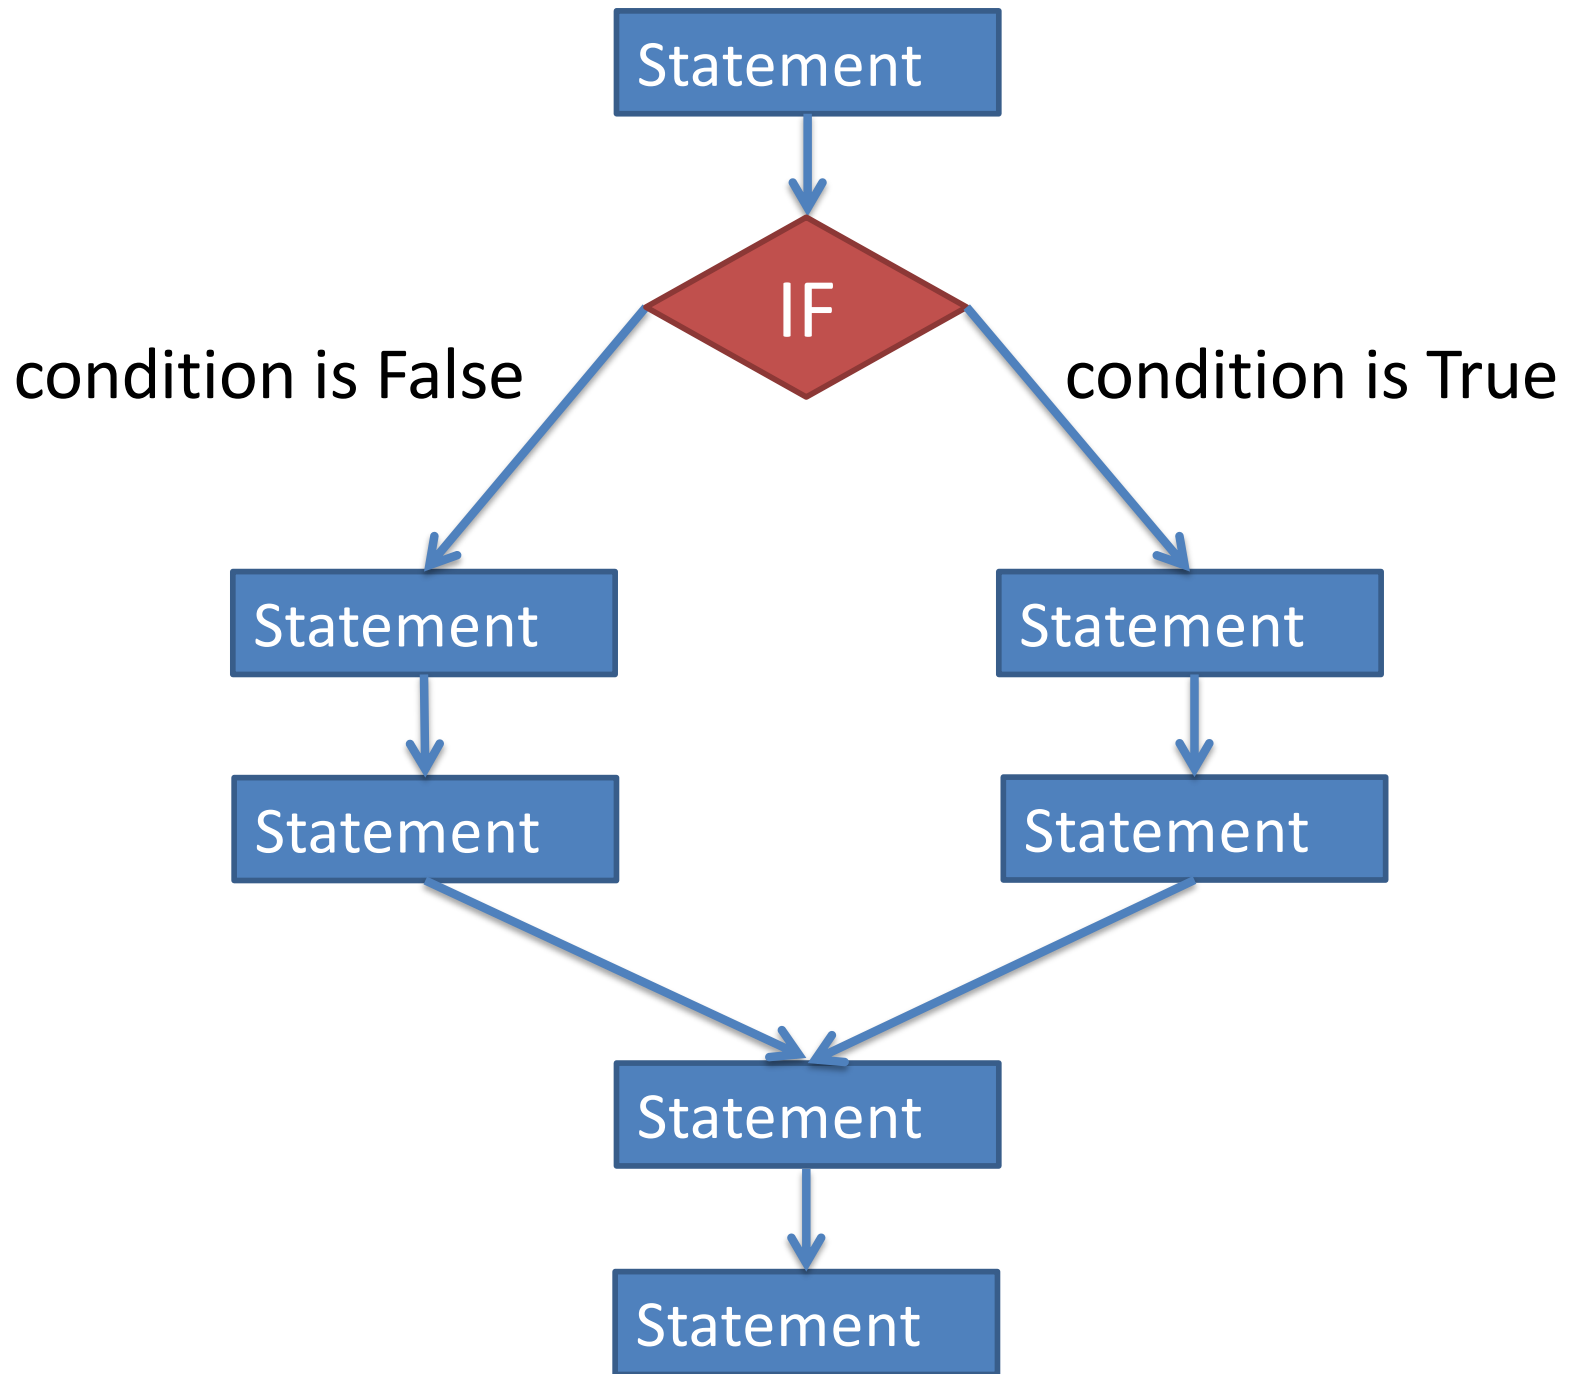 Statement
IF
condition is False
condition is True
Statement
Statement
Statement
Statement
Statement
Statement